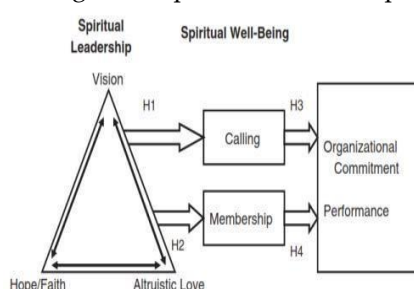 Spiritual
Leadership
Spiritual Well-Being
Vision
H1
H3
Calling
Organizational
Commitment
Membership
Performance
H2
H4
Hope/Faith
Altruistic Love